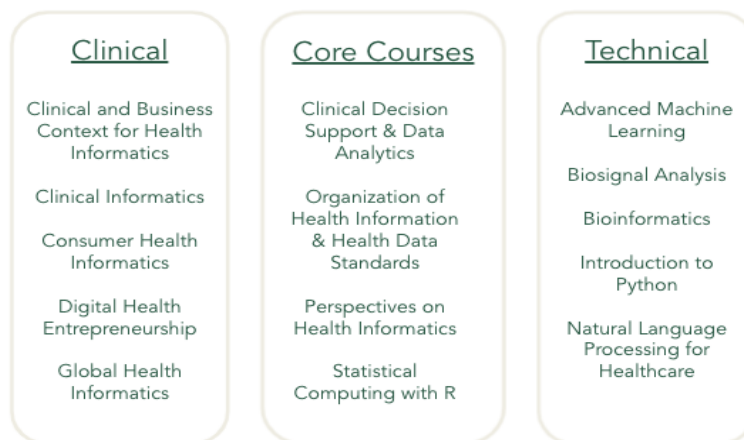 Clinical
Clinical and Business
Context for Health
Informatics
Clinical Informatics
Consumer Health
Informatics
Digital Health
Entrepreneurship
Global Health
Informatics
Core Courses
Clinical Decision
Support & Data
Analytics
Organization of
Health Information
& Health Data
Standards
Perspectives on
Health Informatics
Statistical
Computing with R
Technical
Advanced Machine
Learning
Biosignal Analysis
Bioinformatics
Introduction to
Python
Natural Language
Processing for
Healthcare